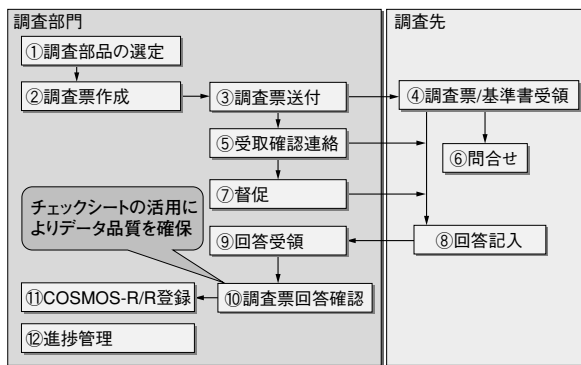 調査部門
調査先
①調査部品の選定
②調査票作成
③調査票送付
④調査票/基準書受領
⑤受取確認連絡
⑥問合せ
⑦督促
チェックシートの活用に
よりデータ品質を確保
⑧回答記入
⑨回答受領
⑩調査票回答確認
⑪COSMOS-R/R登録
⑫進捗管理